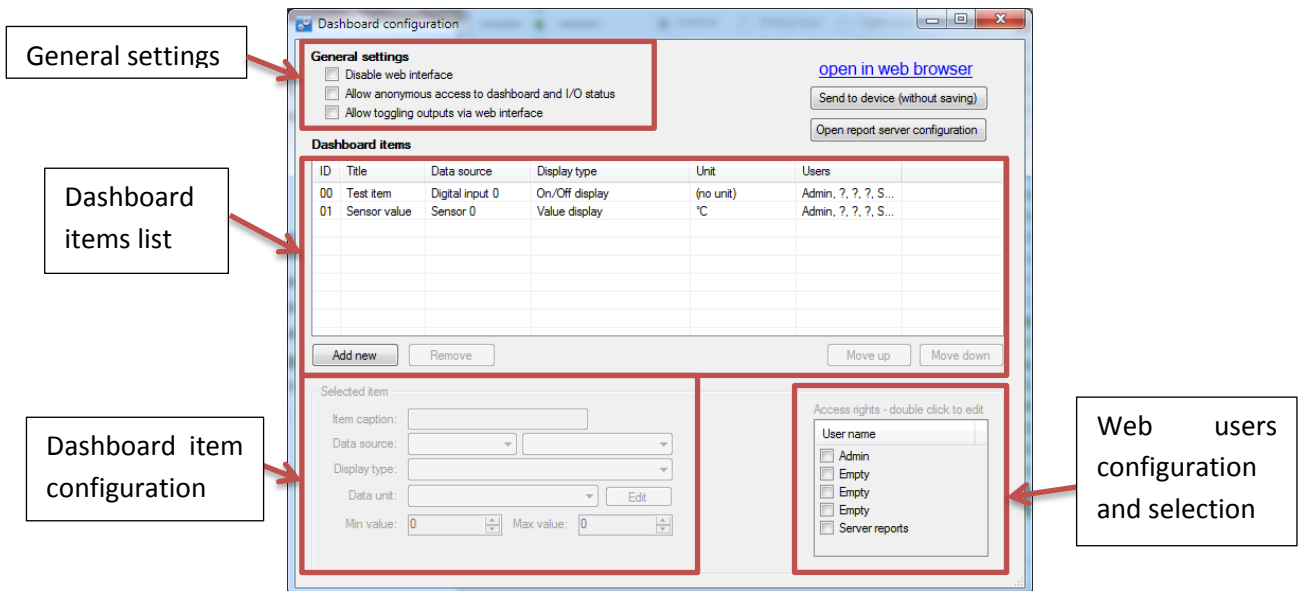 Dashboard configuration
General settings
General settings
Disable web interface
Allow anonymous access to dashboard and I/O status
Allow toggling outputs via web interface
open in web browser
Send to device (without saving)
Open report server configuration
Dashboard items
Dashboard
items list
ID Title Data source Display type Unit Users
00 Test item Digital input 0 On/Off display (no unit) Admin, ?, ?, ?, S...
01 Sensor value Sensor 0 Value display °C Admin, ?, ?, ?, S...
Add new Remove Move up Move down
Dashboard item
configuration
Selected item
Item caption:
Data source:
Display type:
Data unit: Edit
Min value: 0 Max value: 0
Access rights - double click to edit
User name
Admin
Empty
Empty
Empty
Server reports
Web users
configuration
and selection